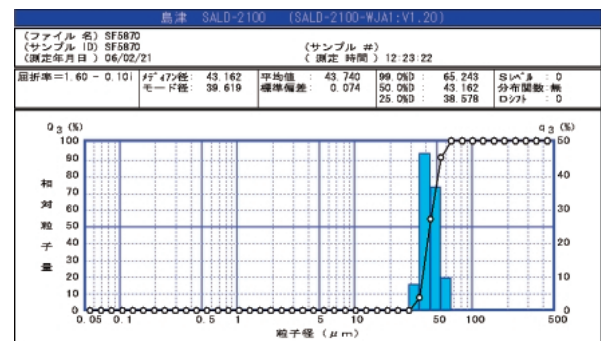 島津 SALD-2100 (SALD-2100-WJA1:V1.20)
(ファイル 名) SF5870
(サンプル ID) SF5870 (サンプル #)
(測定年月日) 06/02/21 (測定 時間) 12:23:22
屈折率=1.60 - 0.10i メディアン径: 43.162 平均値 : 43.740 99.0%D : 65.243 Sレベル : 0
モード径: 39.619 標準偏差: 0.074 50.0%D : 43.162 分布関数:無
25.0%D : 38.578 Dシフト : 0
Q3 (%) q3 (%)
100 50
90
80 40
70
60 30
50
40 20
30
20 10
10
0 0
相対粒子量
0.05 0.1 0.5 1 5 10 50 100 500
粒子径 (μm)